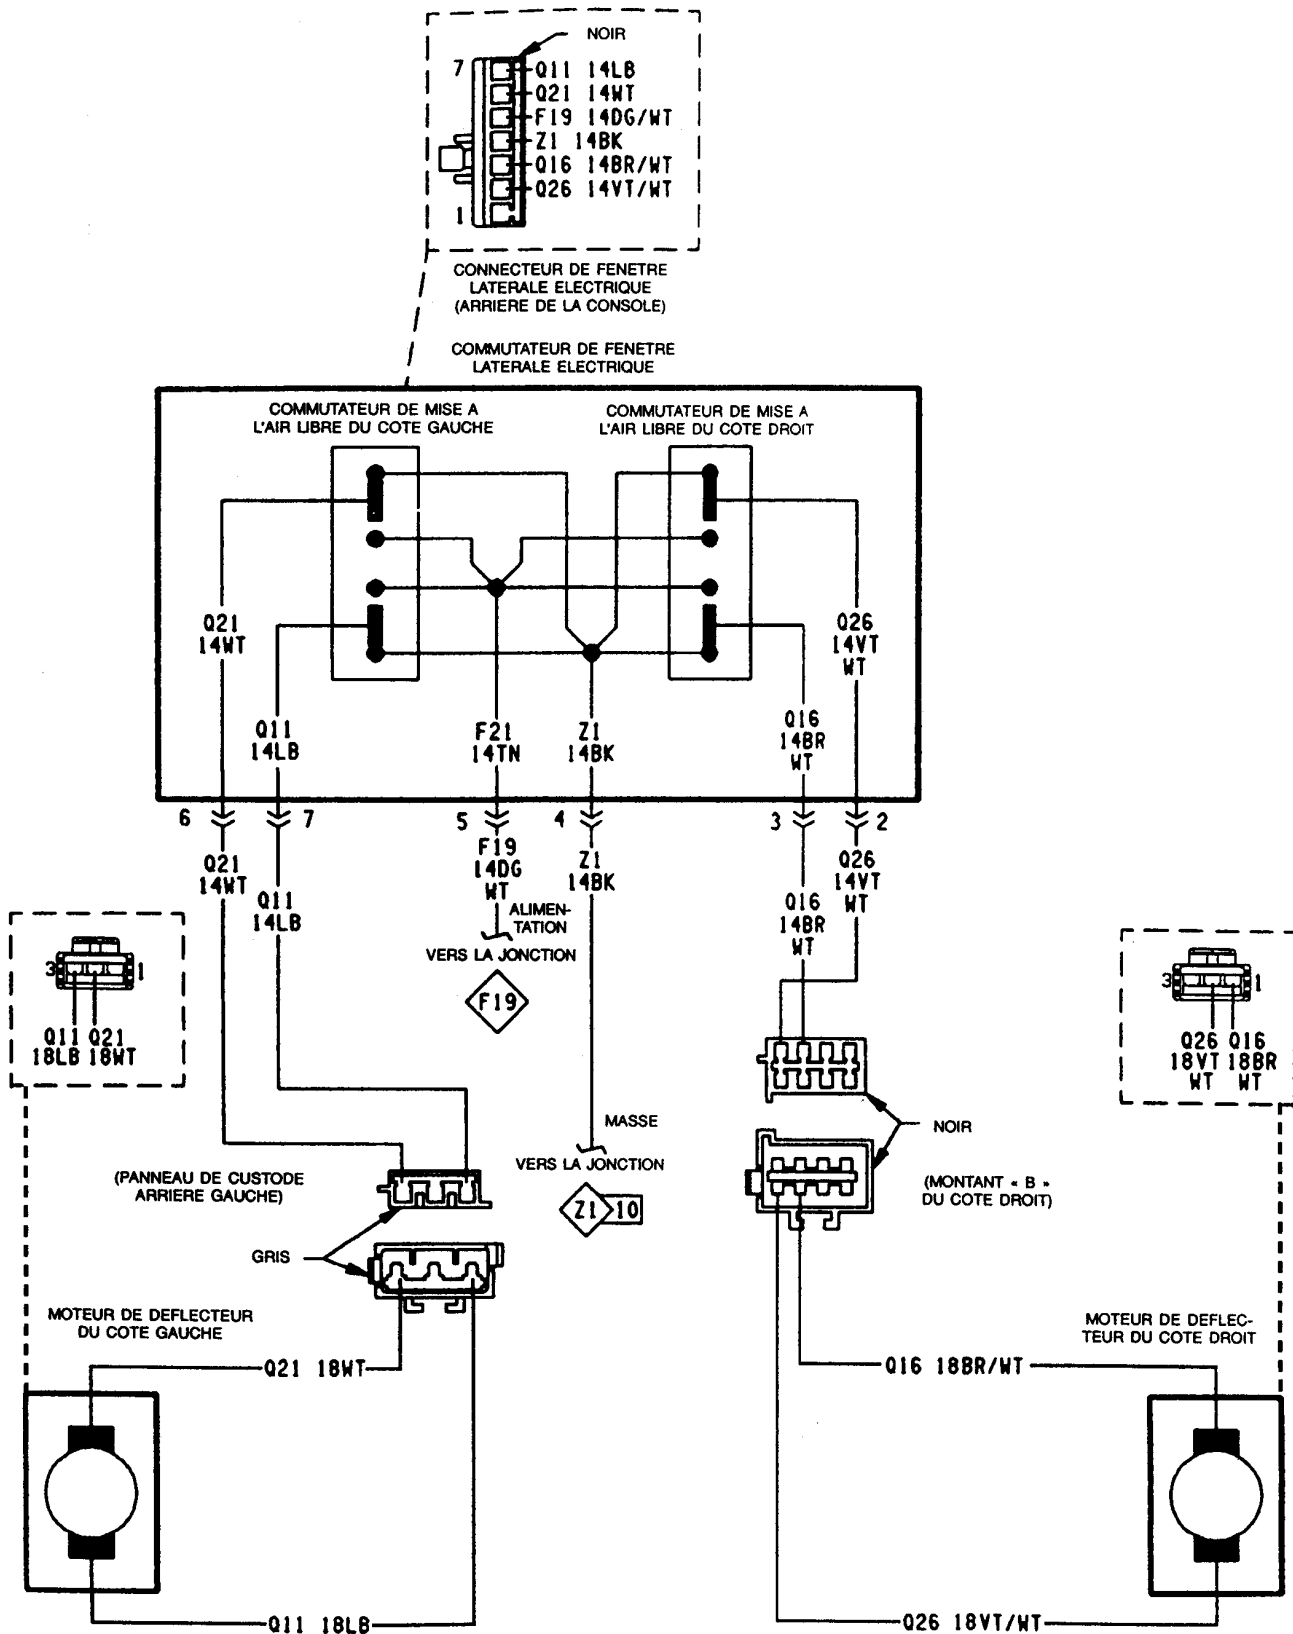 NOIR
7
Q11 14LB
Q21 14WT
F19 14DG/WT
Z1 14BK
Q16 14BR/WT
Q26 14VT/WT
1
CONNECTEUR DE FENETRE
LATERALE ELECTRIQUE
(ARRIERE DE LA CONSOLE)
COMMUTATEUR DE FENETRE
LATERALE ELECTRIQUE
COMMUTATEUR DE MISE A
L'AIR LIBRE DU COTE GAUCHE
COMMUTATEUR DE MISE A
L'AIR LIBRE DU COTE DROIT
Q21
14WT
Q11
14LB
F21
14TN
Z1
14BK
Q16
14BR
WT
Q26
14VT
WT
6
7
5
4
3
2
Q21
14WT
Q11
14LB
F19
14DG
WT
Z1
14BK
Q16
14BR
WT
Q26
14VT
WT
ALIMEN-
TATION
VERS LA JONCTION
F19
3
1
Q11 Q21
18LB 18WT
3
1
Q26 Q16
18VT 18BR
WT WT
MASSE
VERS LA JONCTION
Z1 10
NOIR
(PANNEAU DE CUSTODE
ARRIERE GAUCHE)
(MONTANT « B »
DU COTE DROIT)
GRIS
MOTEUR DE DEFLECTEUR
DU COTE GAUCHE
MOTEUR DE DEFLEC-
TEUR DU COTE DROIT
Q21 18WT
Q16 18BR/WT
Q11 18LB
Q26 18VT/WT